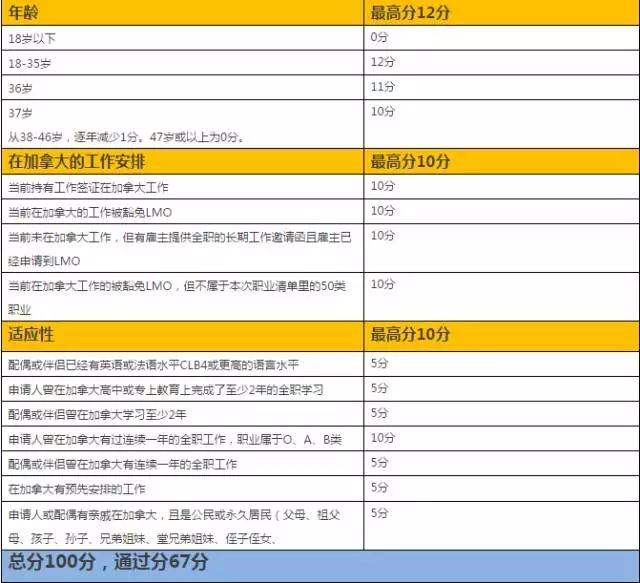 年龄 最高分12分
18岁以下 0分
18-35岁 12分
36岁 11分
37岁 10分
从38-46岁，逐年减少1分。47岁或以上为0分。
在加拿大的工作安排 最高分10分
当前持有工作签证在加拿大工作 10分
当前在加拿大的工作被豁免LMO 10分
当前未在加拿大工作，但有雇主提供全职的长期工作邀请函且雇主已 10分
经申请到LMO
当前在加拿大工作的被豁免LMO，但不属于本次职业清单里的50类 10分
职业
适应性 最高分10分
配偶或伴侣已经有英语或法语水平CLB4或更高的语言水平 5分
申请人曾在加拿大高中或专上教育上完成了至少2年的全职学习 5分
配偶或伴侣曾在加拿大学习至少2年 5分
申请人曾在加拿大有过连续一年的全职工作，职业属于O、A、B类 10分
配偶或伴侣曾在加拿大有连续一年的全职工作 5分
在加拿大有预先安排的工作 5分
申请人或配偶有亲戚在加拿大，且是公民或永久居民（父母、祖父 5分
母、孩子、孙子、兄弟姐妹、堂兄弟姐妹、侄子侄女、
总分100分，通过分67分